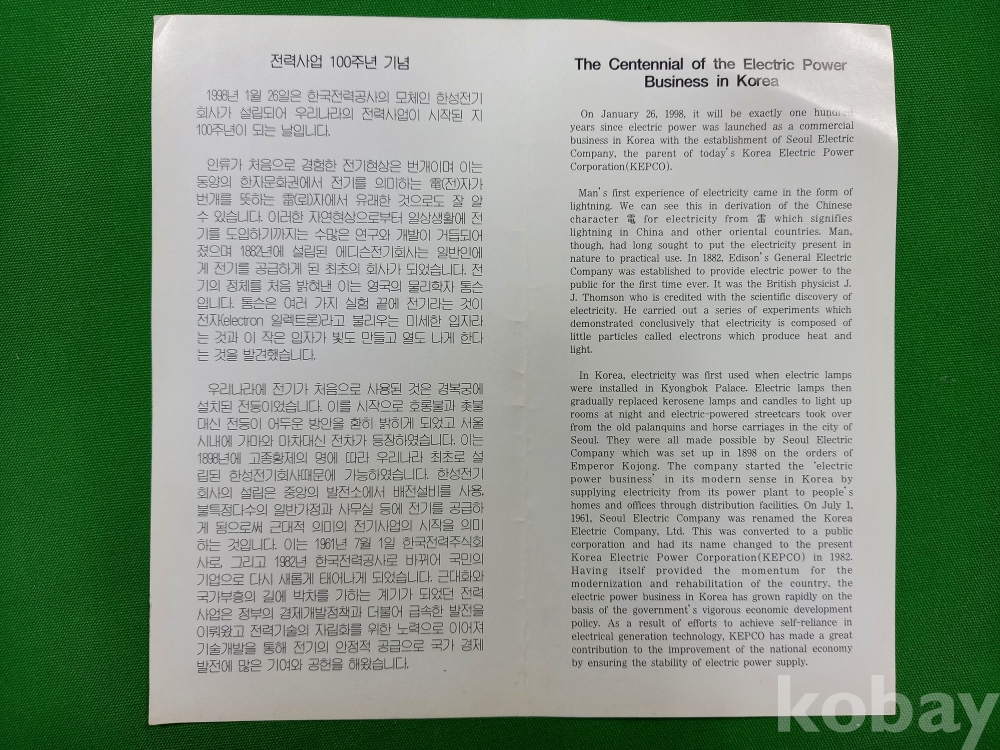 전력사업 100주년 기념
1998년 1월 26일은 한국전력공사의 모체인 한성전기
회사가 설립되어 우리나라의 전력사업이 시작된 지
100주년이 되는 날입니다.
인류가 처음으로 경험한 전기현상은 번개이며 이는
동양의 한자문화권에서 전기를 의미하는 電(전)자가
번개를 뜻하는 雷(뢰)자에서 유래한 것으로도 잘 알
수 있습니다. 이러한 자연현상으로부터 일상생활에 전
기를 도입하기까지는 수많은 연구와 개발이 거듭되어
졌으며 1882년에 설립된 에디슨전기회사는 일반인에
게 전기를 공급하게 된 최초의 회사가 되었습니다. 전
기의 정체를 처음 밝혀낸 이는 영국의 물리학자 톰슨
입니다. 톰슨은 여러 가지 실험 끝에 전기라는 것이
전자(electron 일렉트론)라고 불리우는 미세한 입자라
는 것과 이 작은 입자가 빛도 만들고 열도 나게 한다
는 것을 발견했습니다.
우리나라에 전기가 처음으로 사용된 것은 경복궁에
설치된 전등이었습니다. 이를 시작으로 호롱불과 촛불
대신 전등이 어두운 방안을 환히 밝히게 되었고 서울
시내에 가마와 마차대신 전차가 등장하였습니다. 이는
1898년에 고종황제의 명에 따라 우리나라 최초로 설
립된 한성전기회사때문에 가능하였습니다. 한성전기
회사의 설립은 중앙의 발전소에서 배전설비를 사용,
불특정다수의 일반가정과 사무실 등에 전기를 공급하
게 됨으로써 근대적 의미의 전기사업의 시작을 의미
하는 것입니다. 이는 1961년 7월 1일 한국전력주식회
사로, 그리고 1982년 한국전력공사로 바뀌어 국민의
기업으로 다시 새롭게 태어나게 되었습니다. 근대화와
국가부흥의 길에 박차를 가하는 계기가 되었던 전력
사업은 정부의 경제개발정책과 더불어 급속한 발전을
이뤄왔고 전력기술의 자립화를 위한 노력으로 이어져
기술개발을 통해 전기의 안정적 공급으로 국가 경제
발전에 많은 기여와 공헌을 해왔습니다.
The Centennial of the Electric Power
Business in Korea
On January 26, 1998, it will be exactly one hundred
years since electric power was launched as a commercial
business in Korea with the establishment of Seoul Electric
Company, the parent of today's Korea Electric Power
Corporation(KEPCO).
Man's first experience of electricity came in the form of
lightning. We can see this in derivation of the Chinese
character 電 for electricity from 雷 which signifies
lightning in China and other oriental countries. Man,
though, had long sought to put the electricity present in
nature to practical use. In 1882, Edison's General Electric
Company was established to provide electric power to the
public for the first time ever. It was the British physicist J.
J. Thomson who is credited with the scientific discovery of
electricity. He carried out a series of experiments which
demonstrated conclusively that electricity is composed of
little particles called electrons which produce heat and
light.
In Korea, electricity was first used when electric lamps
were installed in Kyongbok Palace. Electric lamps then
gradually replaced kerosene lamps and candles to light up
rooms at night and electric-powered streetcars took over
from the old palanquins and horse carriages in the city of
Seoul. They were all made possible by Seoul Electric
Company which was set up in 1898 on the orders of
Emperor Kojong. The company started the 'electric
power business' in its modern sense in Korea by
supplying electricity from its power plant to people's
homes and offices through distribution facilities. On July 1,
1961, Seoul Electric Company was renamed the Korea
Electric Company, Ltd. This was converted to a public
corporation and had its name changed to the present
Korea Electric Power Corporation(KEPCO) in 1982.
Having itself provided the momentum for the
modernization and rehabilitation of the country, the
electric power business in Korea has grown rapidly on the
basis of the government's vigorous economic development
policy. As a result of efforts to achieve self-reliance in
electrical generation technology, KEPCO has made a great
contribution to the improvement of the national economy
by ensuring the stability of electric power supply.
kobay